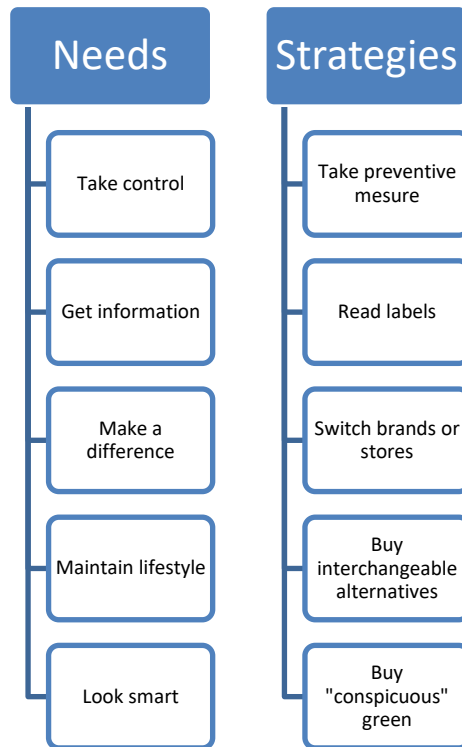 Needs
Take control
Get information
Make a
difference
Maintain lifestyle
Look smart
Strategies
Take preventive
mesure
Read labels
Switch brands or
stores
Buy
interchangeable
alternatives
Buy
"conspicuous"
green